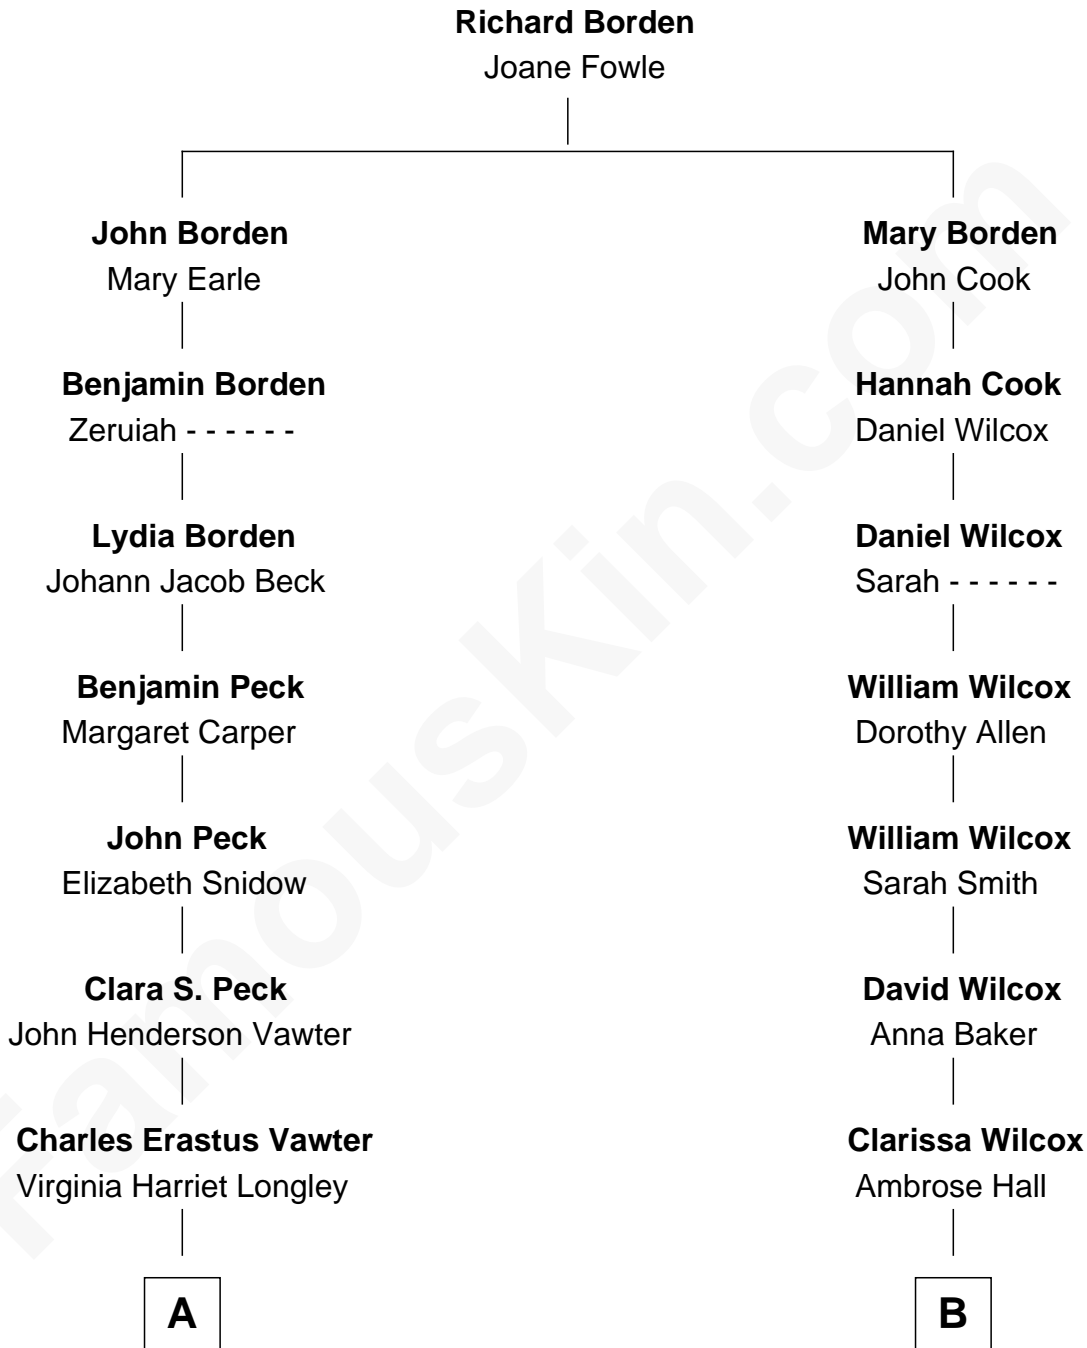 Richard Borden
Joane Fowle
John Borden
Mary Earle
Mary Borden
John Cook
Benjamin Borden
Zeruiah - - - - - -
Hannah Cook
Daniel Wilcox
Lydia Borden
Johann Jacob Beck
Daniel Wilcox
Sarah - - - - - -
Benjamin Peck
Margaret Carper
William Wilcox
Dorothy Allen
John Peck
Elizabeth Snidow
William Wilcox
Sarah Smith
Clara S. Peck
John Henderson Vawter
David Wilcox
Anna Baker
Charles Erastus Vawter
Virginia Harriet Longley
Clarissa Wilcox
Ambrose Hall
A
B
FamousKin.com